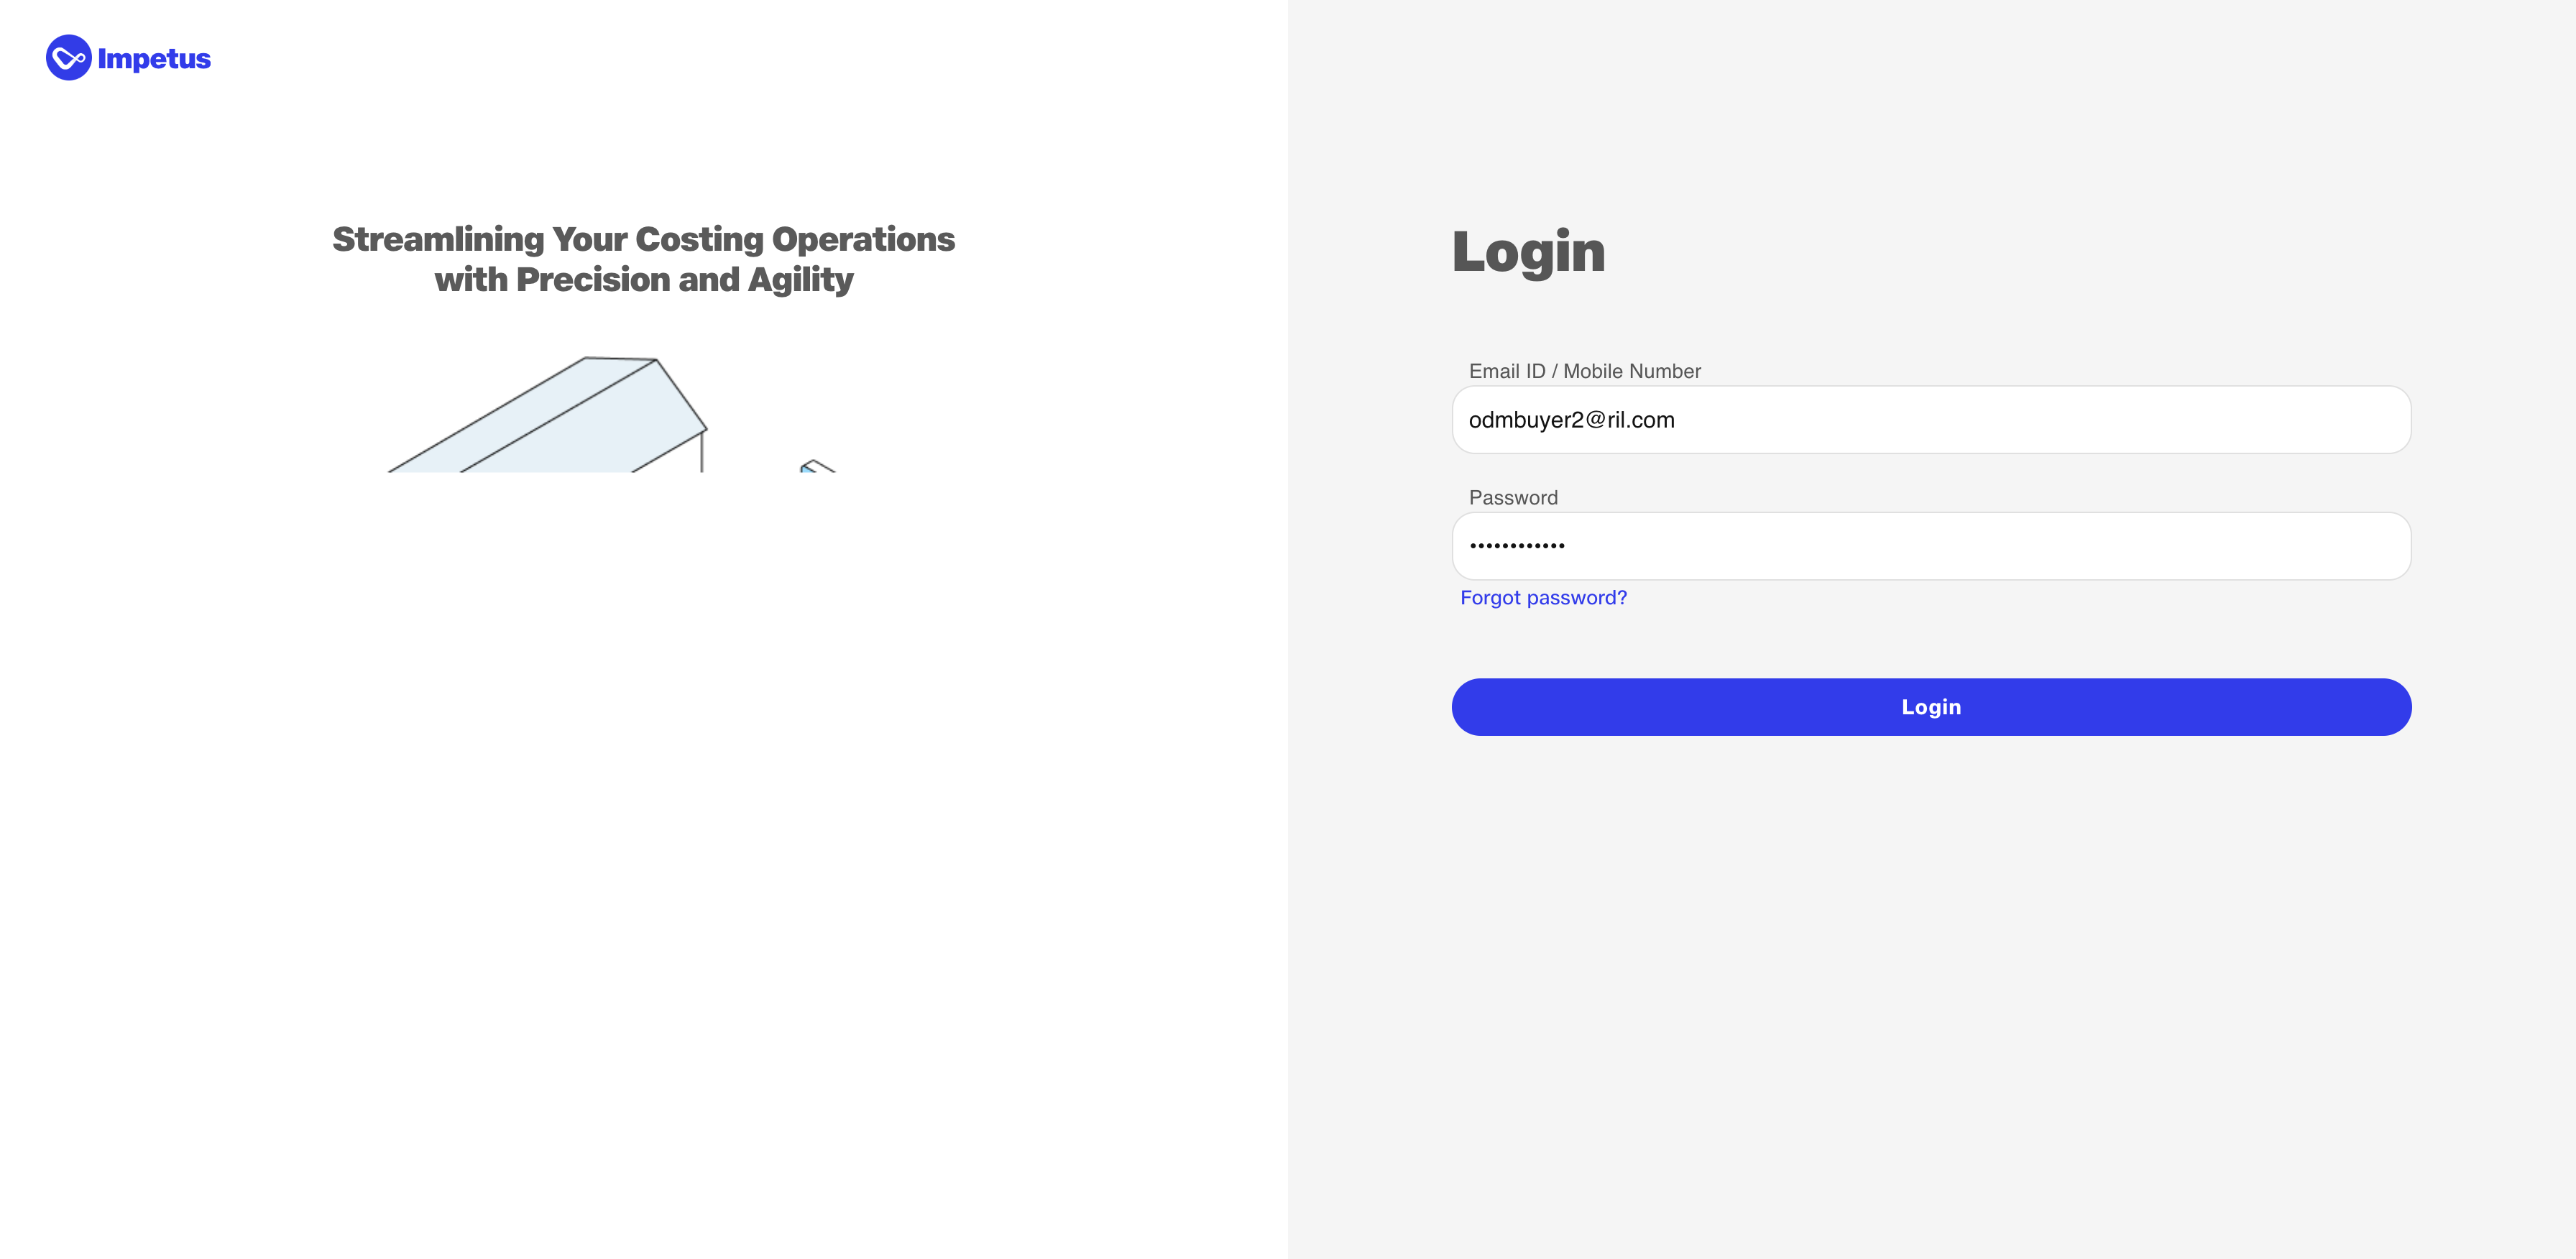 Impetus
Streamlining Your Costing Operations
with Precision and Agility
Login
Email ID / Mobile Number
odmbuyer2@ril.com
Password
••••••••••••
Forgot password?
Login